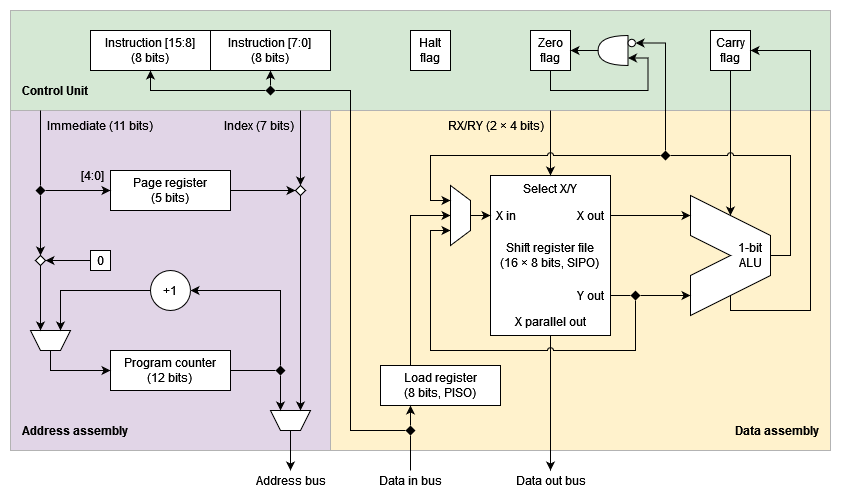 Instruction [15:8]
(8 bits)
Instruction [7:0]
(8 bits)
Halt
flag
Zero
flag
Carry
flag
Control Unit
Immediate (11 bits)
Index (7 bits)
RX/RY (2 × 4 bits)
[4:0]
Page register
(5 bits)
Select X/Y
X in
X out
Shift register file
(16 × 8 bits, SIPO)
1-bit
ALU
0
+1
Y out
X parallel out
Program counter
(12 bits)
Load register
(8 bits, PISO)
Address assembly
Data assembly
Address bus
Data in bus
Data out bus